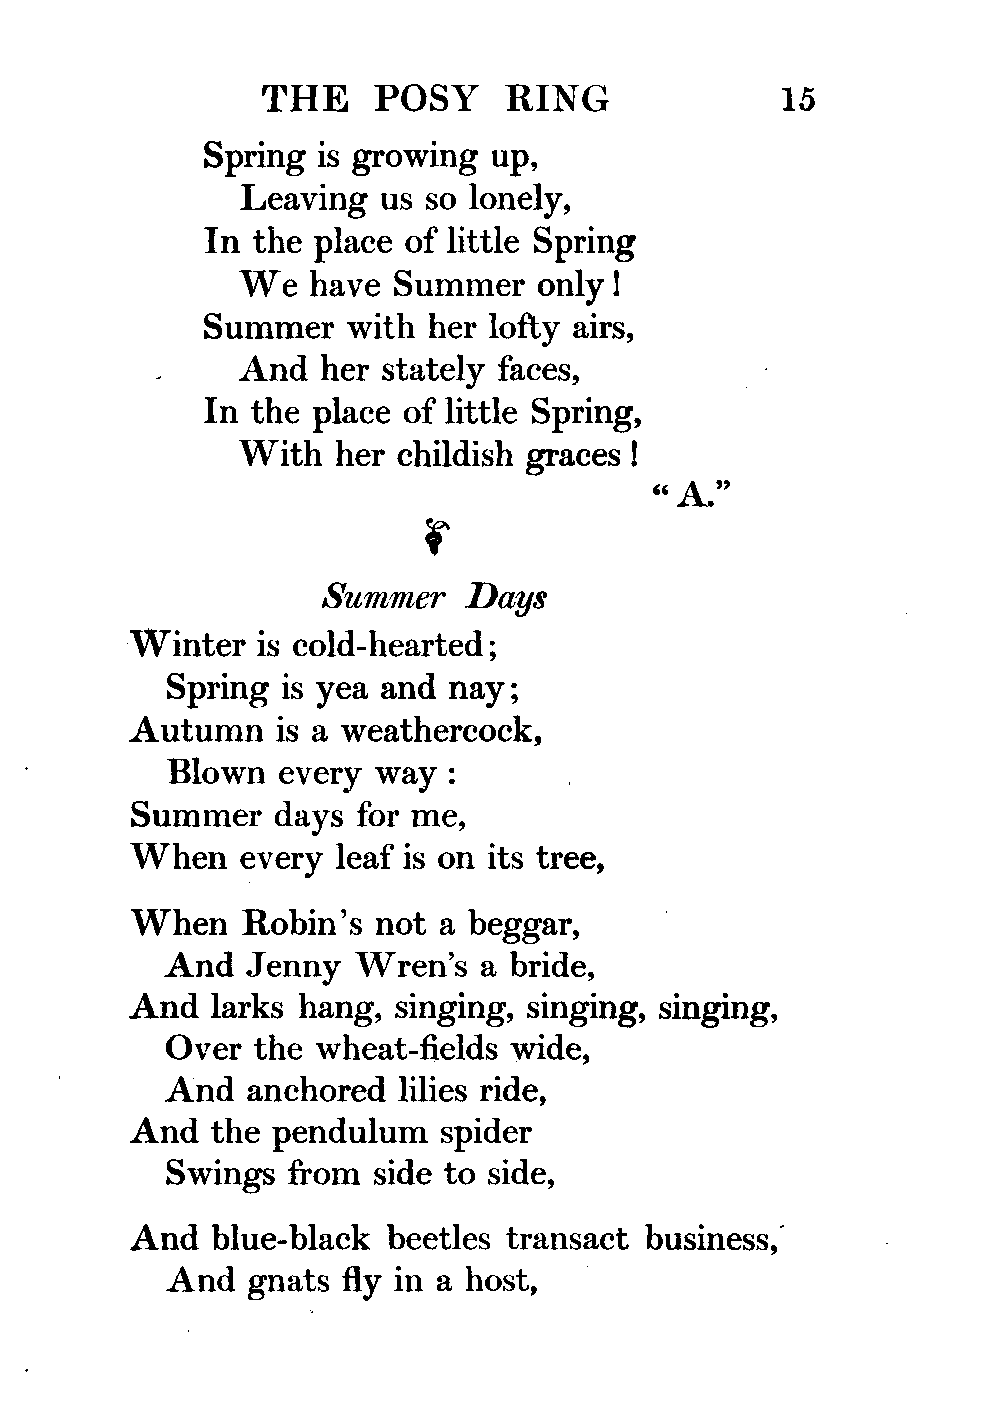 THE POSY RING 15
Spring is growing up,
Leaving us so lonely,
In the place of little Spring
We have Summer only!
Summer with her lofty airs,
And her stately faces,
In the place of little Spring,
With her childish graces!
"A."
Summer Days
Winter is cold-hearted;
Spring is yea and nay;
Autumn is a weathercock,
Blown every way :
Summer days for me,
When every leaf is on its tree,
When Robin's not a beggar,
And Jenny Wren's a bride,
And larks hang, singing, singing, singing,
Over the wheat-fields wide,
And anchored lilies ride,
And the pendulum spider
Swings from side to side,
And blue-black beetles transact business,
And gnats fly in a host,